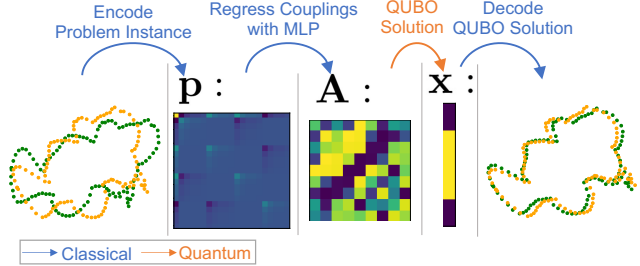 Encode
Problem Instance
Regress Couplings
with MLP
QUBO
Solution
Decode
QUBO Solution
p :
A :
x :
Classical
Quantum